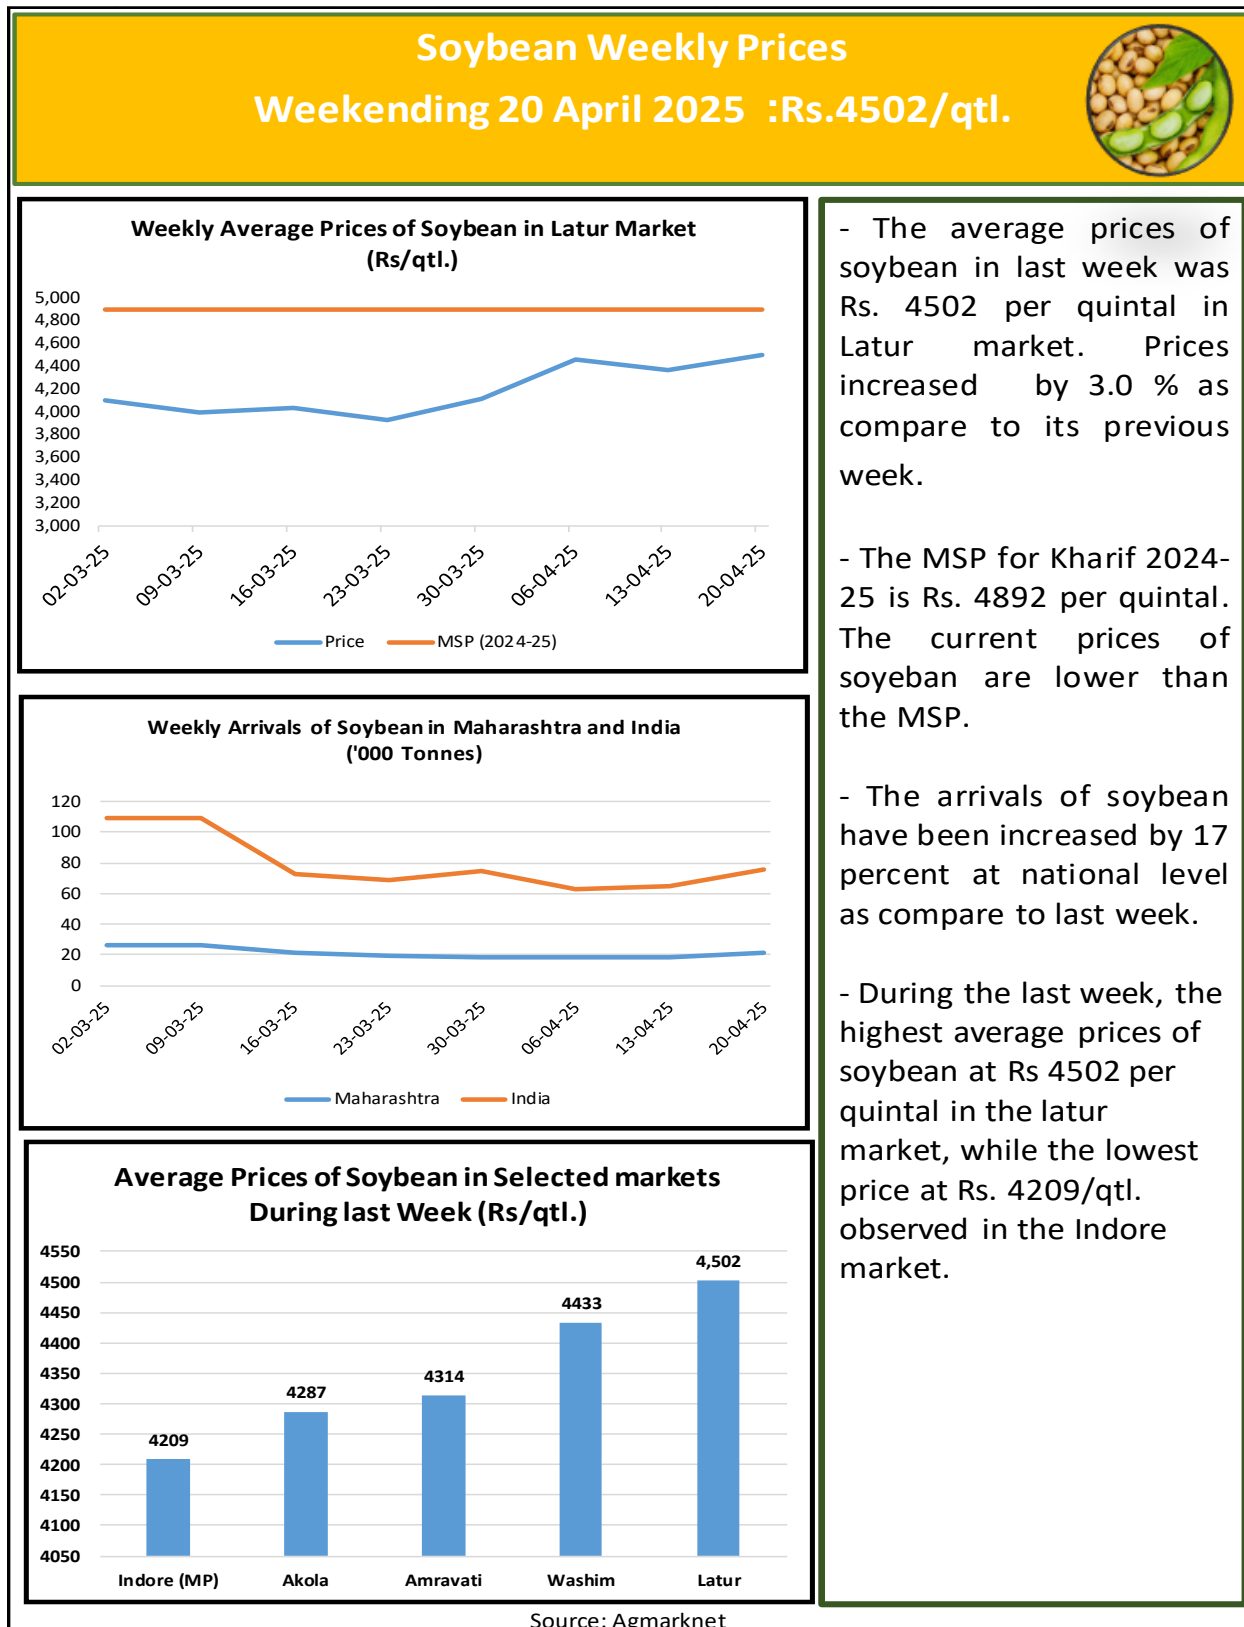 Soybean Weekly Prices
Weekending 20 April 2025 :Rs.4502/qtl.
Weekly Average Prices of Soybean in Latur Market
(Rs/qtl.)
5,000
4,800
4,600
4,400
4,200
4,000
3,800
3,600
3,400
3,200
3,000
02-03-25
09-03-25
16-03-25
23-03-25
30-03-25
06-04-25
13-04-25
20-04-25
Price
MSP (2024-25)
Weekly Arrivals of Soybean in Maharashtra and India
('000 Tonnes)
120
100
80
60
40
20
0
02-03-25
09-03-25
16-03-25
23-03-25
30-03-25
06-04-25
13-04-25
20-04-25
Maharashtra
India
Average Prices of Soybean in Selected markets
During last Week (Rs/qtl.)
4550
4500
4450
4400
4350
4300
4250
4200
4150
4100
4050
4209
4287
4314
4433
4,502
Indore (MP)
Akola
Amravati
Washim
Latur
- The average prices of
soybean in last week was
Rs. 4502 per quintal in
Latur market. Prices
increased by 3.0 % as
compare to its previous
week.
- The MSP for Kharif 2024-
25 is Rs. 4892 per quintal.
The current prices of
soyeban are lower than
the MSP.
- The arrivals of soybean
have been increased by 17
percent at national level
as compare to last week.
- During the last week, the
highest average prices of
soybean at Rs 4502 per
quintal in the latur
market, while the lowest
price at Rs. 4209/qtl.
observed in the Indore
market.
Source: Agmarknet